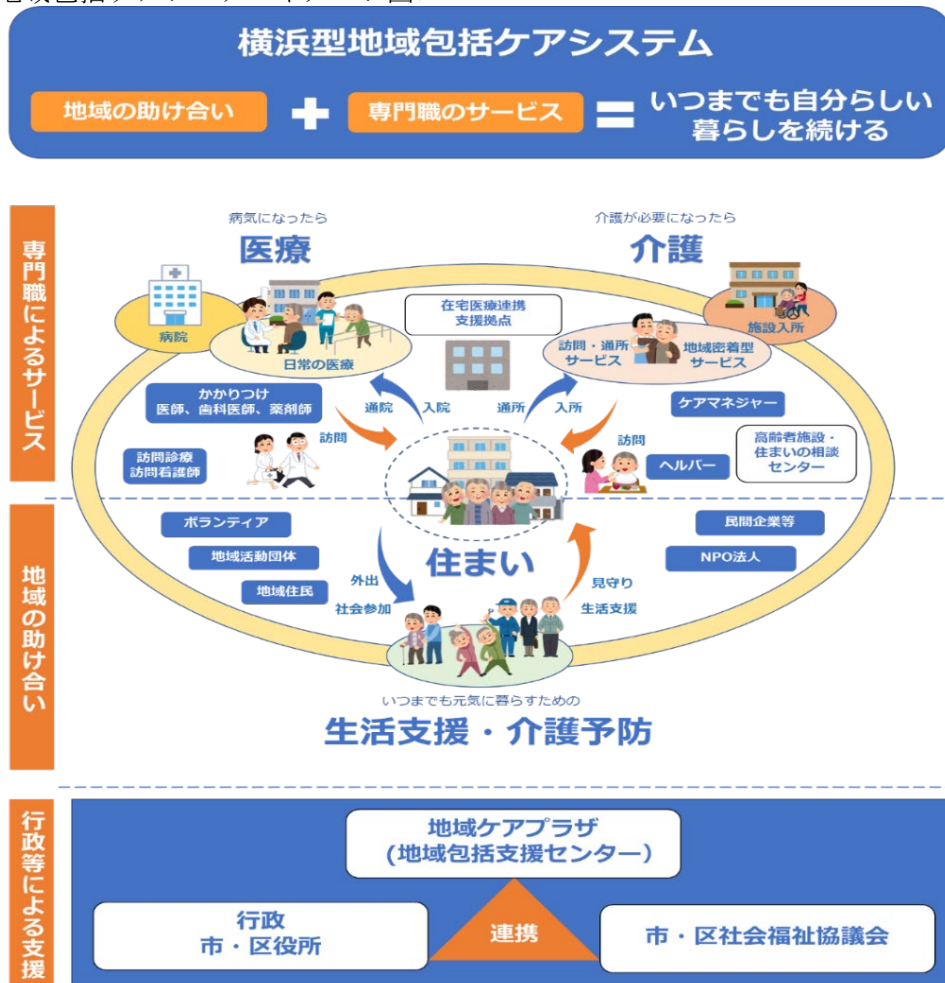 横浜型地域包括ケアシステム
地域の助け合い + 専門職のサービス = いつまでも自分らしい
暮らしを続ける
専門職によるサービス
病気になったら
医療
介護が必要になったら
介護
病院
日常の医療
在宅医療連携
支援拠点
訪問・通所
サービス
地域密着型
サービス
施設入所
かかりつけ
医師、歯科医師、薬剤師
通院
入院
通所
入所
ケアマネジャー
訪問
訪問診療
訪問看護師
訪問
ヘルパー
高齢者施設・
住まいの相談
センター
地域の助け合い
ボランティア
地域活動団体
地域住民
住まい
民間企業等
NPO法人
外出
社会参加
見守り
生活支援
いつまでも元気に暮らすための
生活支援・介護予防
行政等による支援
地域ケアプラザ
(地域包括支援センター)
行政
市・区役所
連携
市・区社会福祉協議会